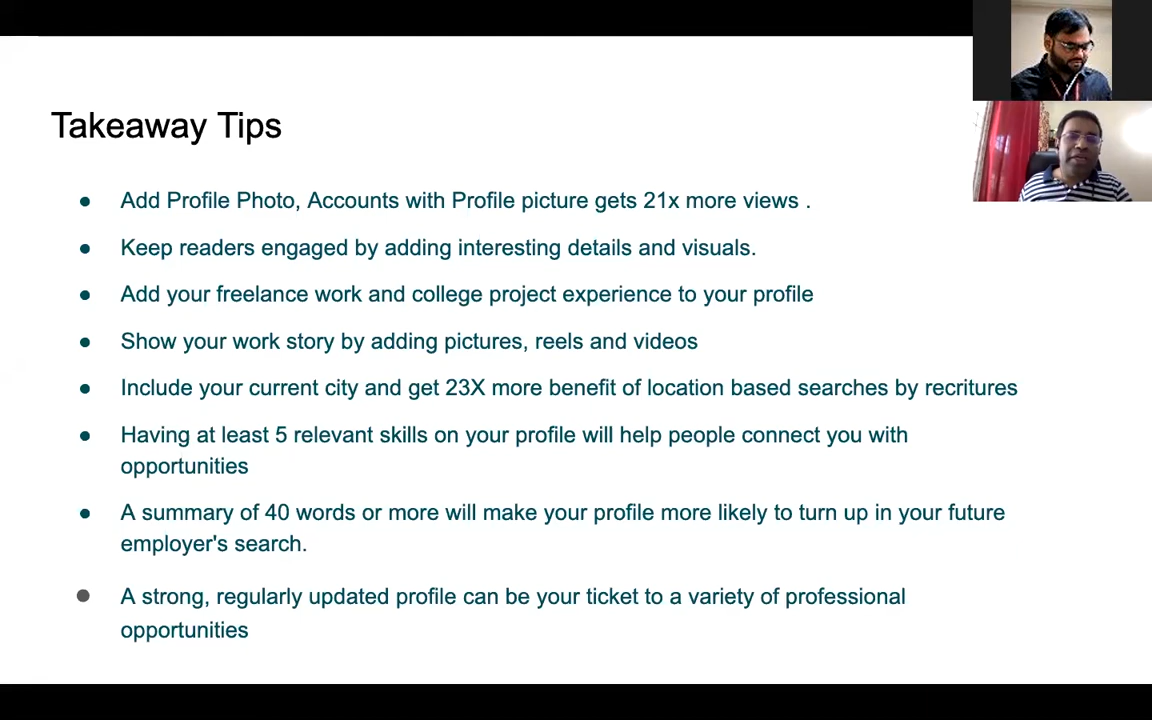 Takeaway Tips
● Add Profile Photo, Accounts with Profile picture gets 21x more views .
● Keep readers engaged by adding interesting details and visuals.
● Add your freelance work and college project experience to your profile
● Show your work story by adding pictures, reels and videos
● Include your current city and get 23X more benefit of location based searches by recritures
● Having at least 5 relevant skills on your profile will help people connect you with
opportunities
● A summary of 40 words or more will make your profile more likely to turn up in your future
employer's search.
● A strong, regularly updated profile can be your ticket to a variety of professional
opportunities